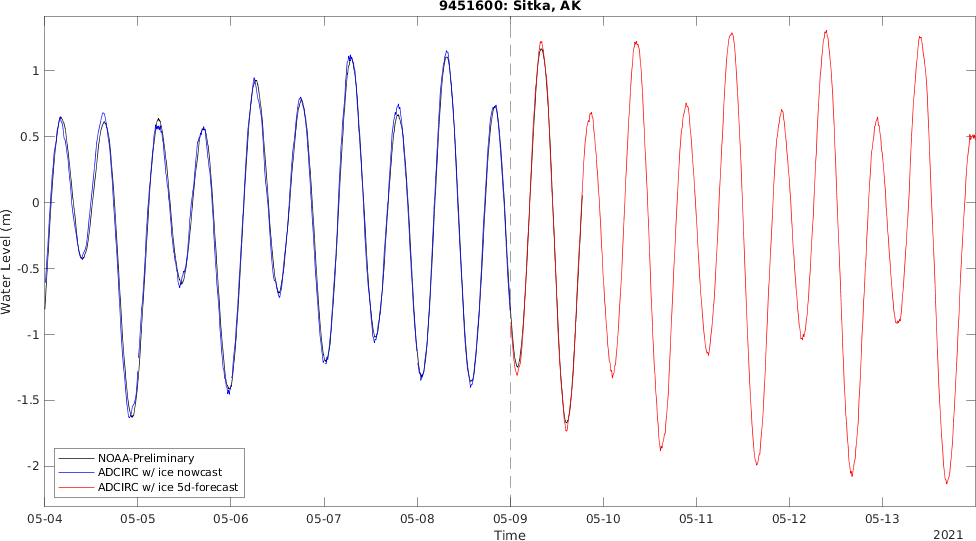 9451600: Sitka, AK
Water Level (m)
1
0.5
0
-0.5
-1
-1.5
-2
NOAA-Preliminary
ADCIRC w/ ice nowcast
ADCIRC w/ ice 5d-forecast
05-04 05-05 05-06 05-07 05-08 05-09 05-10 05-11 05-12 05-13
Time
2021